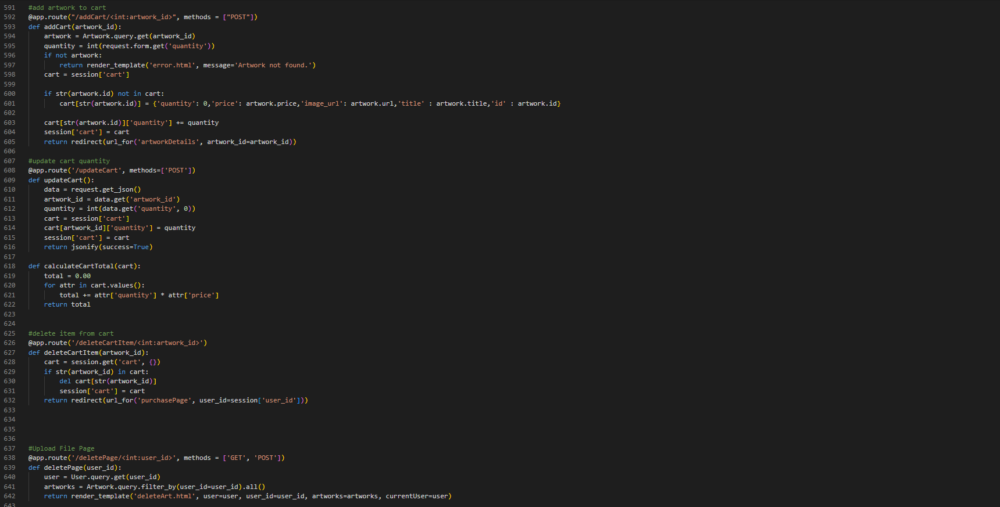 591 #add artwork to cart
592 @app.route("/addCart/<int:artwork_id>", methods = ["POST"])
593 def addCart(artwork_id):
594     artwork = Artwork.query.get(artwork_id)
595     quantity = int(request.form.get('quantity'))
596     if not artwork:
597         return render_template('error.html', message='Artwork not found.')
598     cart = session['cart']
599
600     if str(artwork.id) not in cart:
601         cart[str(artwork.id)] = {'quantity': 0,'price': artwork.price,'image_url': artwork.url,'title' : artwork.title,'id' : artwork.id}
602
603     cart[str(artwork.id)]['quantity'] += quantity
604     session['cart'] = cart
605     return redirect(url_for('artworkDetails', artwork_id=artwork_id))
606
607 #update cart quantity
608 @app.route('/updateCart', methods=['POST'])
609 def updateCart():
610     data = request.get_json()
611     artwork_id = data.get('artwork_id')
612     quantity = int(data.get('quantity', 0))
613     cart = session['cart']
614     cart[artwork_id]['quantity'] = quantity
615     session['cart'] = cart
616     return jsonify(success=True)
617
618 def calculateCartTotal(cart):
619     total = 0.00
620     for attr in cart.values():
621         total += attr['quantity'] * attr['price']
622     return total
623
624
625 #delete item from cart
626 @app.route('/deleteCartItem/<int:artwork_id>')
627 def deleteCartItem(artwork_id):
628     cart = session.get('cart', {})
629     if str(artwork_id) in cart:
630         del cart[str(artwork_id)]
631         session['cart'] = cart
632     return redirect(url_for('purchasePage', user_id=session['user_id']))
633
634
635
636
637 #Upload File Page
638 @app.route('/deletePage/<int:user_id>', methods = ['GET', 'POST'])
639 def deletePage(user_id):
640     user = User.query.get(user_id)
641     artworks = Artwork.query.filter_by(user_id=user_id).all()
642     return render_template('deleteArt.html', user=user, user_id=user_id, artworks=artworks, currentUser=user)
643